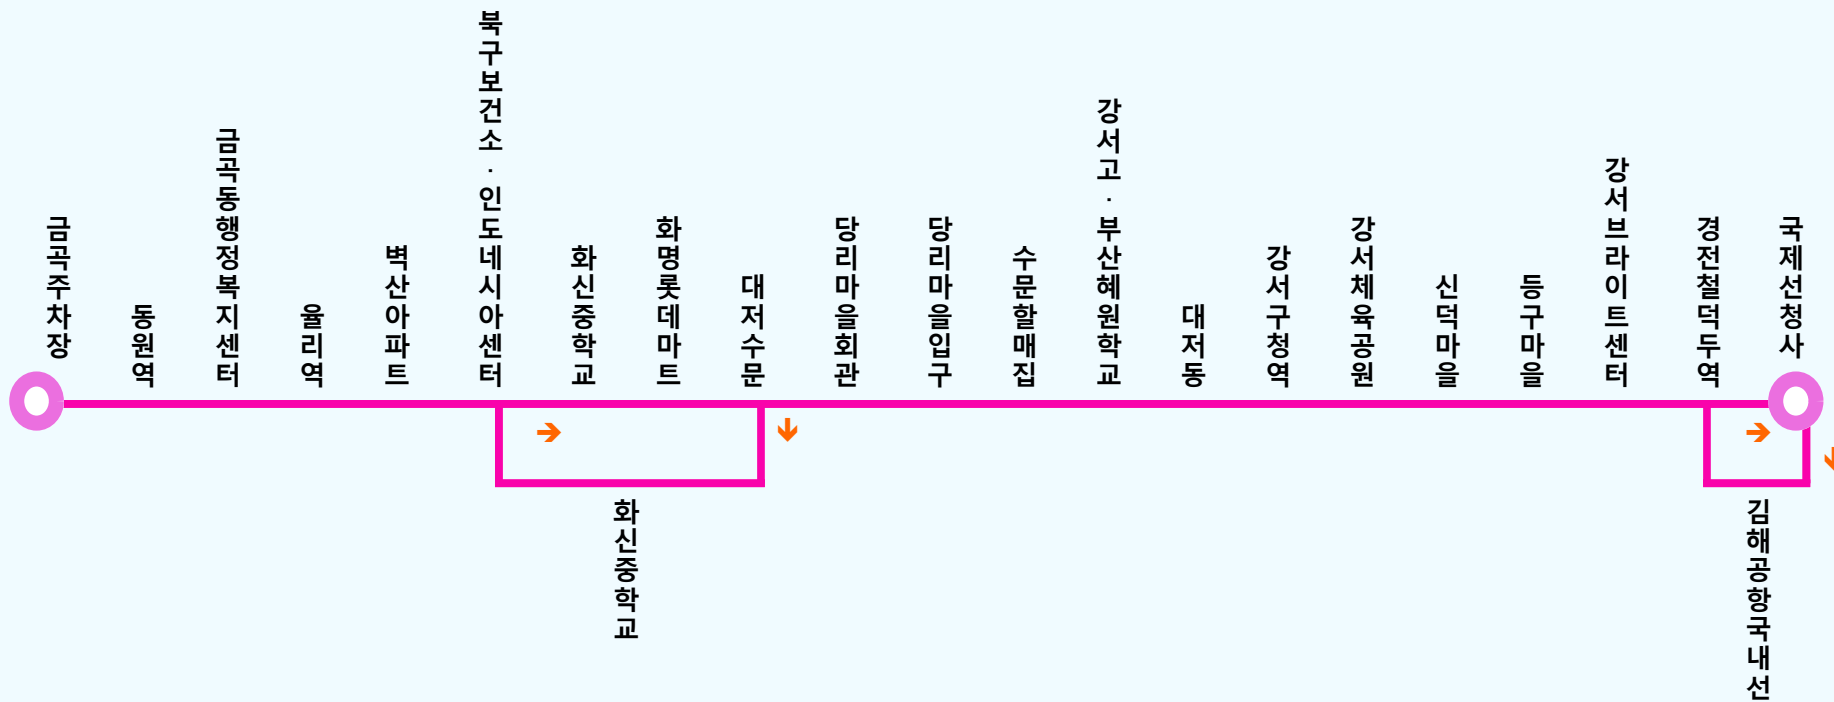 금곡주차장
동원역
금곡동행정복지센터
율리역
벽산아파트
북구보건소·인도네시아센터
화신중학교
화명롯데마트
대저수문
당리마을회관
당리마을입구
수문할매집
강서고·부산혜원학교
대저동
강서구청역
강서체육공원
신덕마을
등구마을
강서브라이트센터
경전철덕두역
국제선청사
화신중학교
김해공항국내선